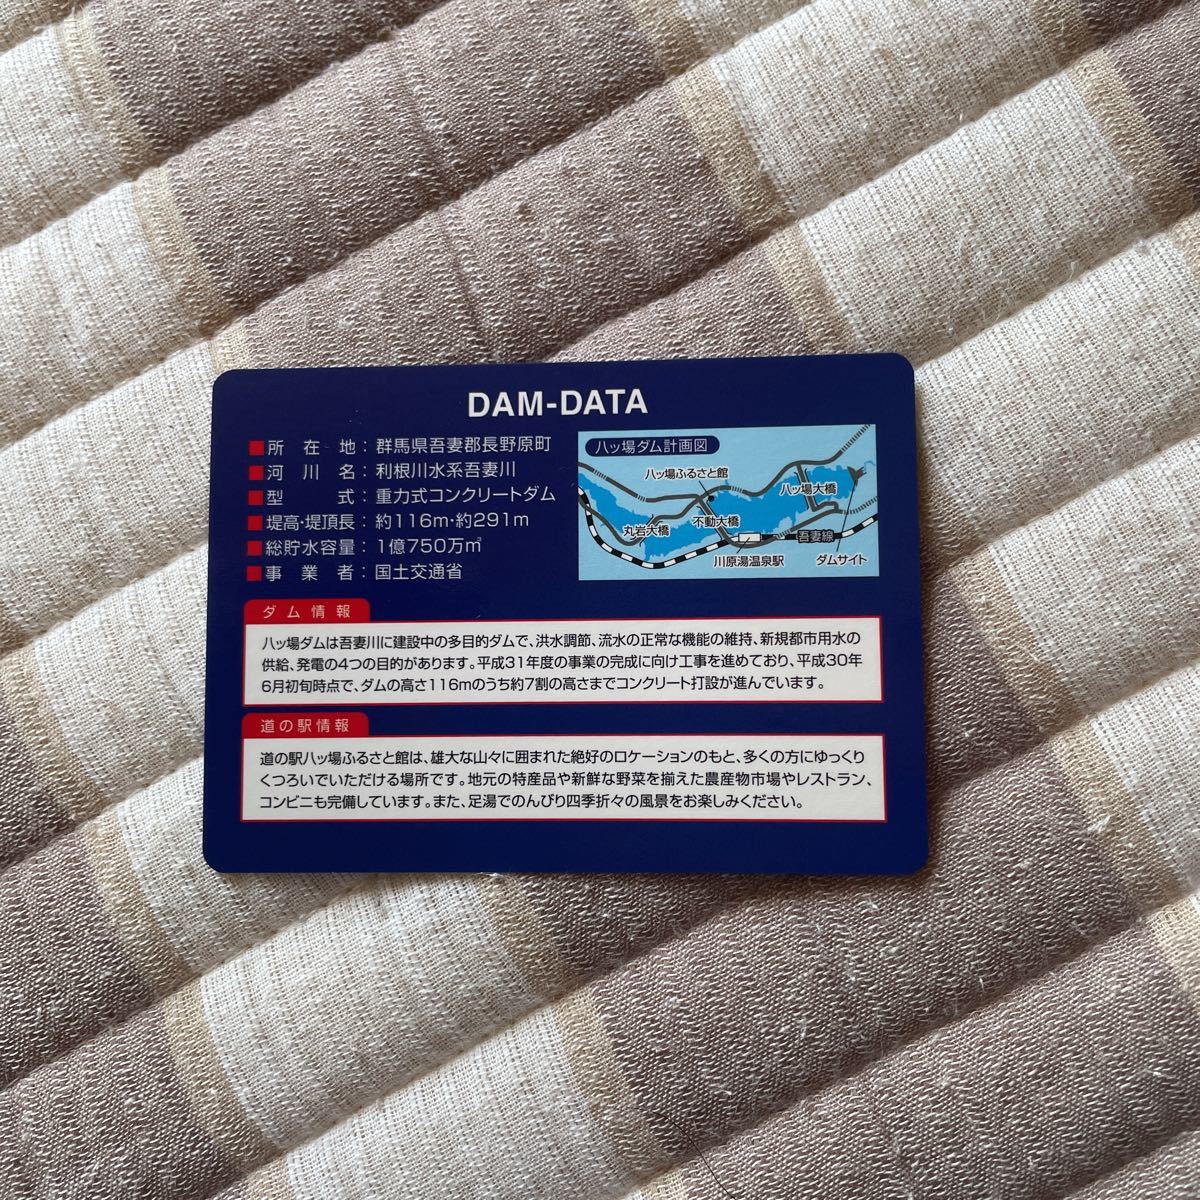 DAM-DATA
■所在地：群馬県吾妻郡長野原町
■河川名：利根川水系吾妻川
■型式：重力式コンクリートダム
■堤高・堤頂長：約116m・約291m
■総貯水容量：1億750万㎥
■事業者：国土交通省
八ッ場ダム計画図
八ッ場ふるさと館
八ッ場大橋
丸岩大橋
不動大橋
吾妻線
川原湯温泉駅
ダムサイト
ダム情報
八ッ場ダムは吾妻川に建設中の多目的ダムで、洪水調節、流水の正常な機能の維持、新規都市用水の
供給、発電の4つの目的があります。平成31年度の事業の完成に向け工事を進めており、平成30年
6月初旬時点で、ダムの高さ116mのうち約7割の高さまでコンクリート打設が進んでいます。
道の駅情報
道の駅八ッ場ふるさと館は、雄大な山々に囲まれた絶好のロケーションのもと、多くの方にゆっくり
くつろいでいただける場所です。地元の特産品や新鮮な野菜を揃えた農産物市場やレストラン、
コンビニも完備しています。また、足湯でのんびり四季折々の風景をお楽しみください。